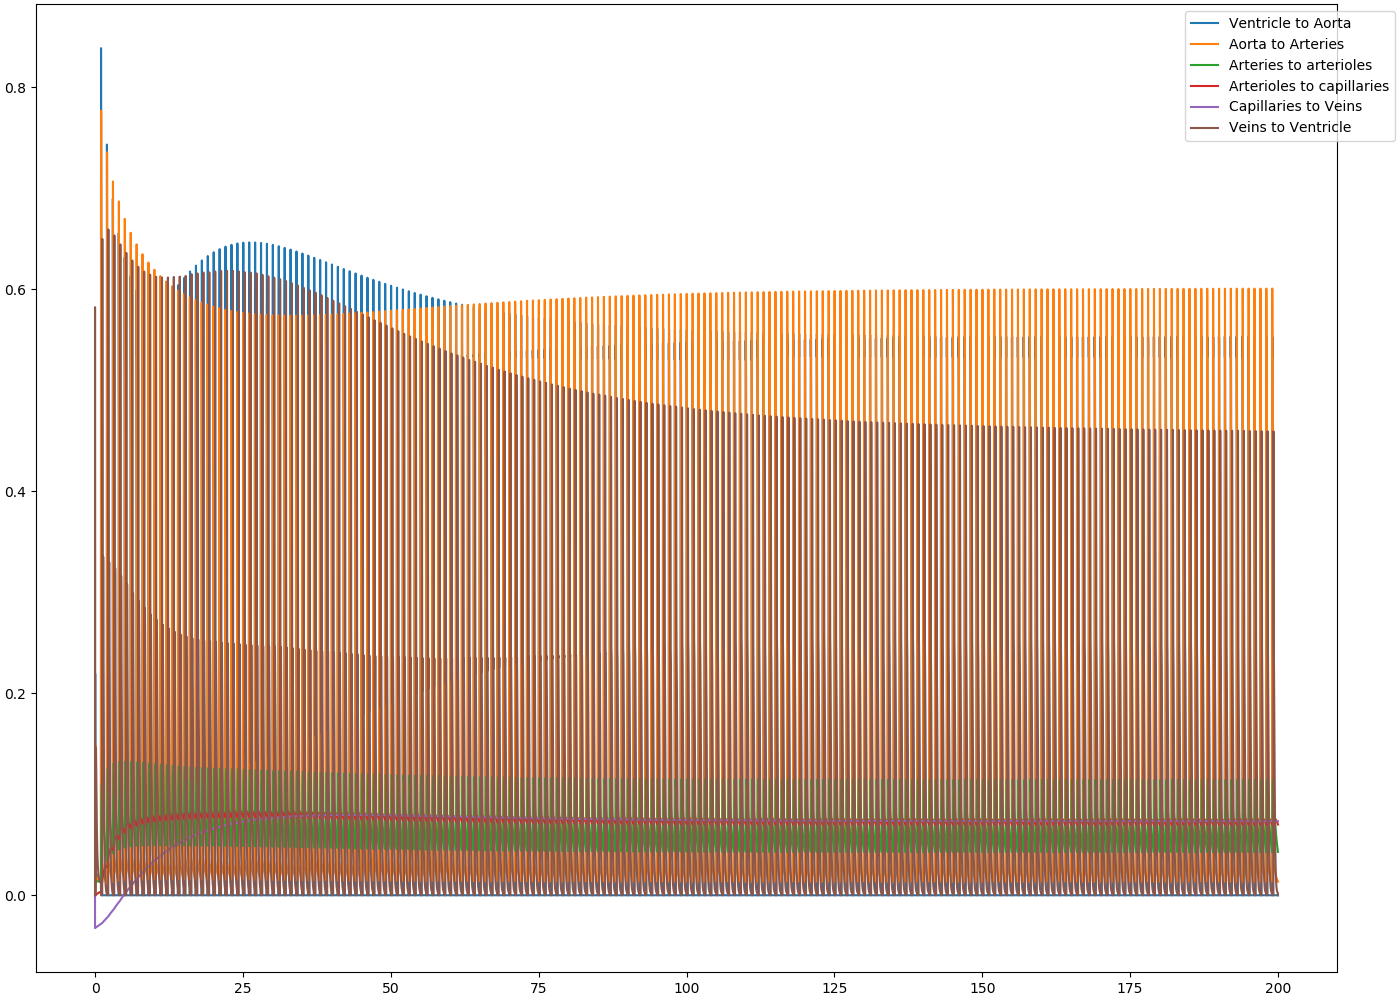 Ventricle to Aorta
Aorta to Arteries
Arteries to arterioles
Arterioles to capillaries
Capillaries to Veins
Veins to Ventricle
0.8
0.6
0.4
0.2
0.0
0 25 50 75 100 125 150 175 200